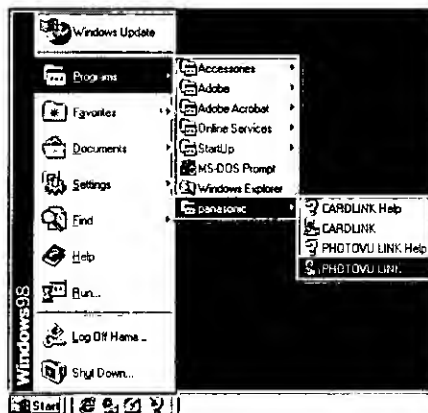 Windows Update
Programs
Favorites
Documents
Settings
Find
Help
Run...
Log Off Hama...
Shut Down...
Windows98
Start
Accessories
Adobe
Adobe Acrobat
Online Services
StartUp
MS-DOS Prompt
Windows Explorer
panasonic
CARDLINK Help
CARDLINK
PHOTOVU LINK Help
PHOTOVU LINK